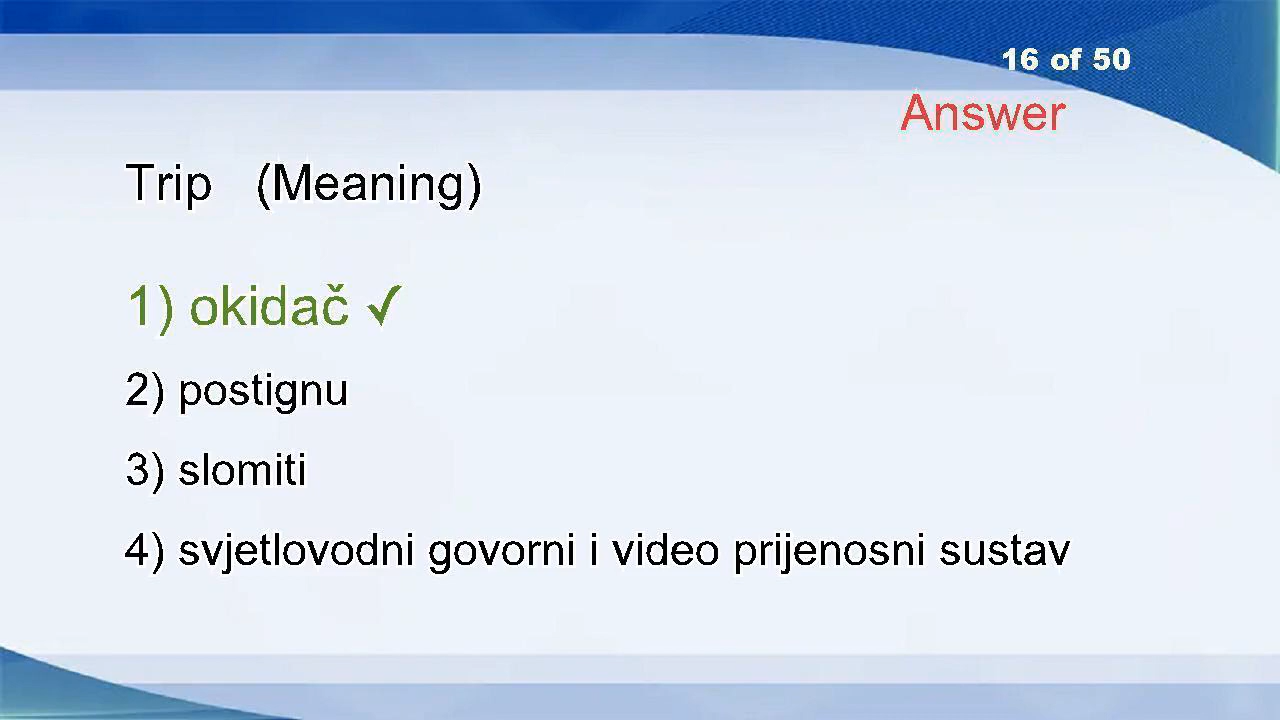 16 of 50
Answer
Trip (Meaning)
1) okidač ✓
2) postignu
3) slomiti
4) svjetlovodni govorni i video prijenosni sustav